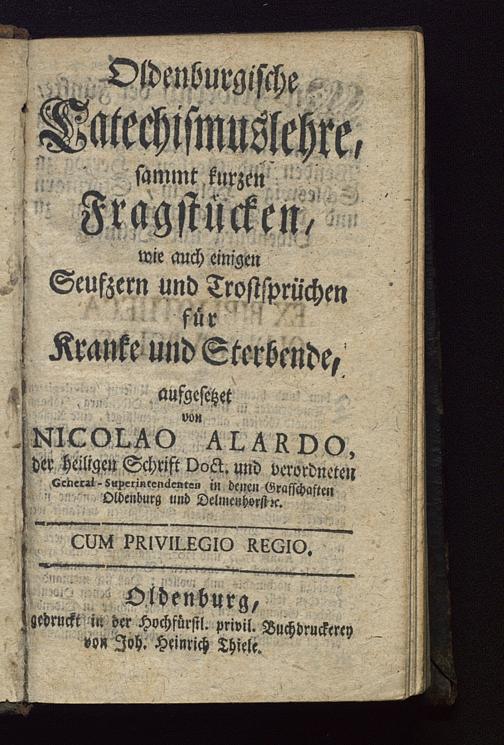 Oldenburgische
Catechismuslehre,
sammt kurzen
Fragstücken,
wie auch einigen
Seufzern und Trostsprüchen
für
Kranke und Sterbende,
aufgesetzet
von
NICOLAO ALARDO,
der heiligen Schrift Doct. und verordneten
General-Superintendenten in denen Grafschaften
Oldenburg und Delmenhorst ꝛc.
CUM PRIVILEGIO REGIO.
Oldenburg,
gedruckt in der Hochfürstl. privil. Buchdruckerey
von Joh. Heinrich Thiele.